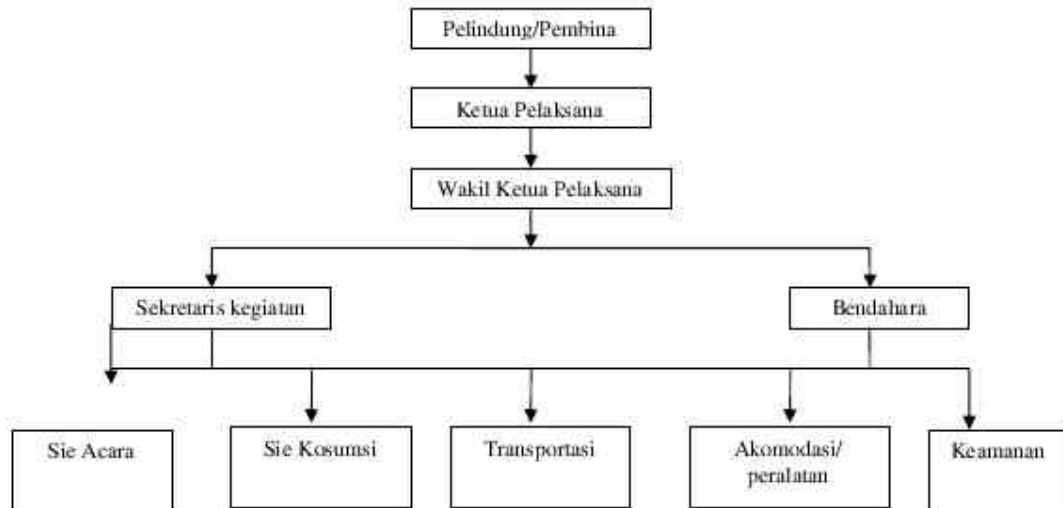 Pelindung/Pembina
Ketua Pelaksana
Wakil Ketua Pelaksana
Sekretaris kegiatan
Bendahara
Sie Acara
Sie Kosumsi
Transportasi
Akomodasi/
peralatan
Keamanan